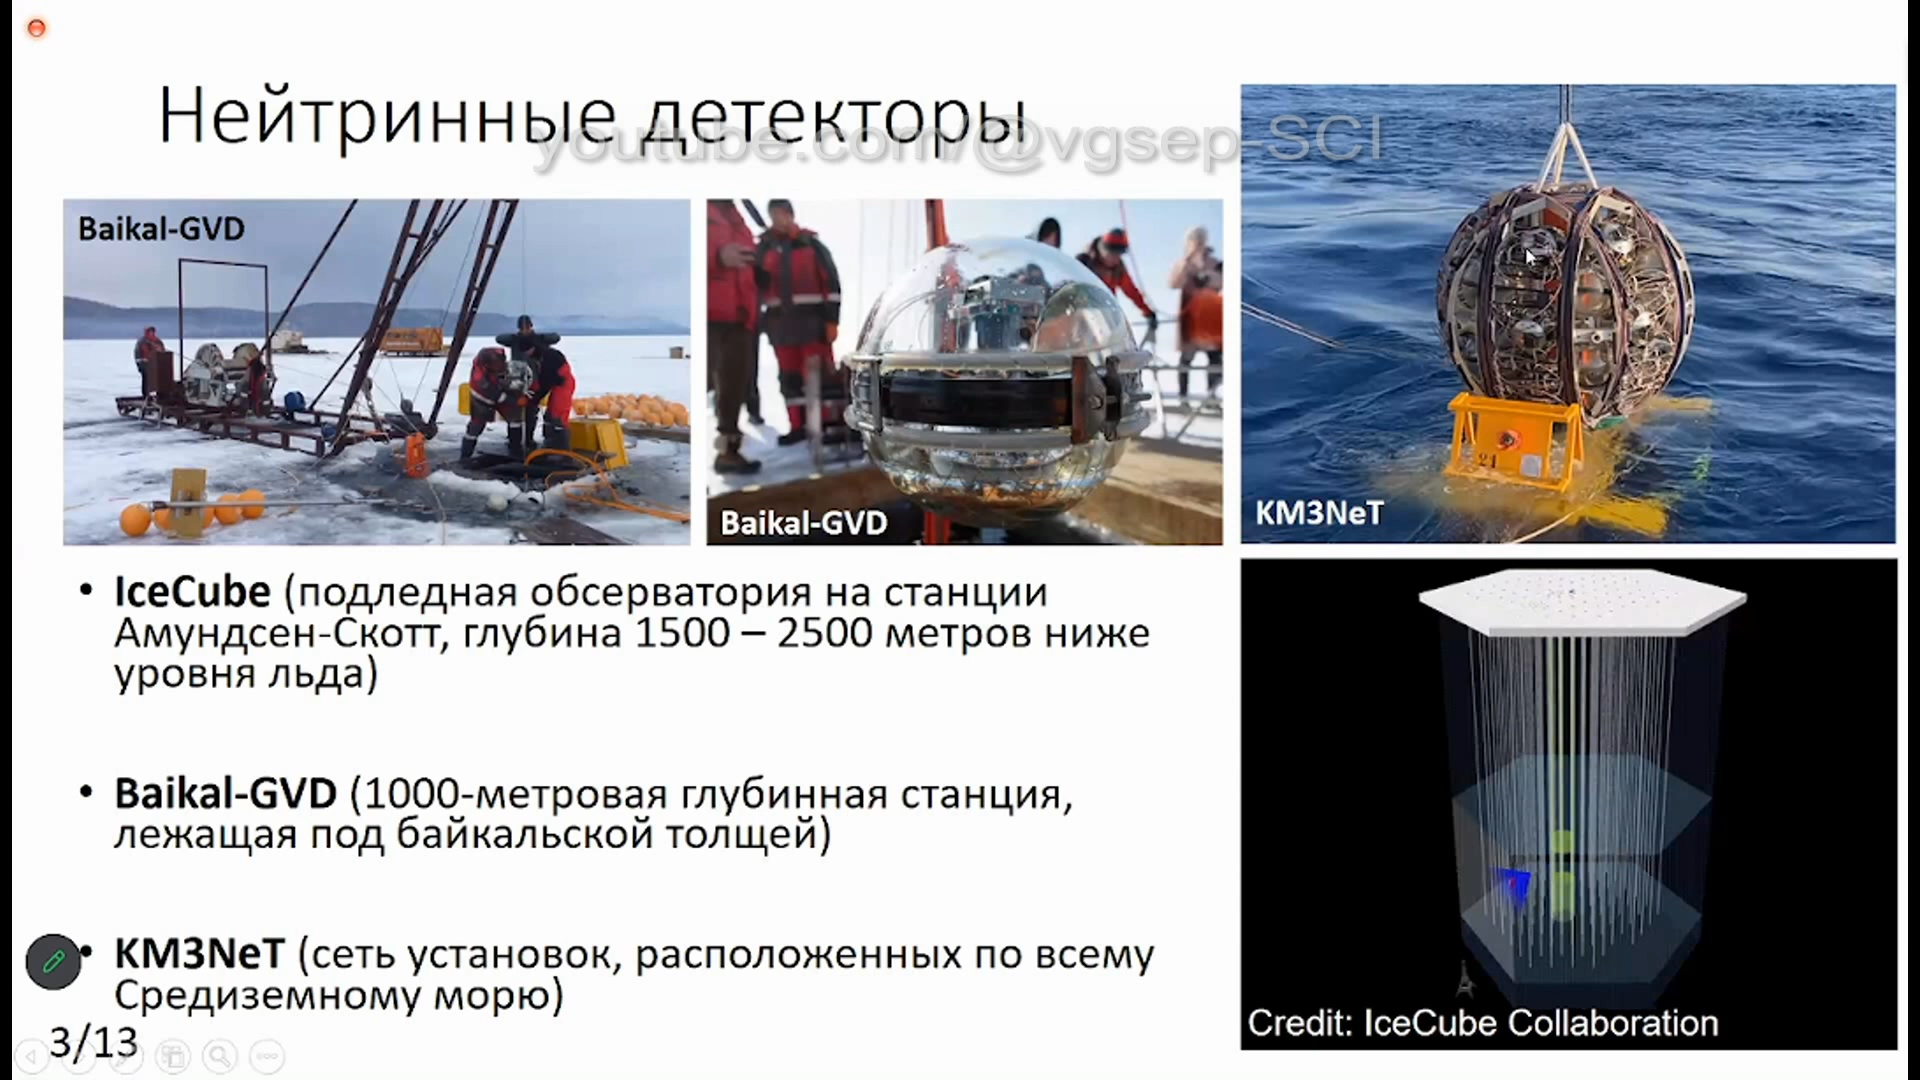 Нейтринные детекторы
youtube.com/@vgsep-SCI
Baikal-GVD
Baikal-GVD
KM3NeT
• IceCube (подледная обсерватория на станции
Амундсен-Скотт, глубина 1500 – 2500 метров ниже
уровня льда)
• Baikal-GVD (1000-метровая глубинная станция,
лежащая под байкальской толщей)
• KM3NeT (сеть установок, расположенных по всему
Средиземному морю)
Credit: IceCube Collaboration
3/13